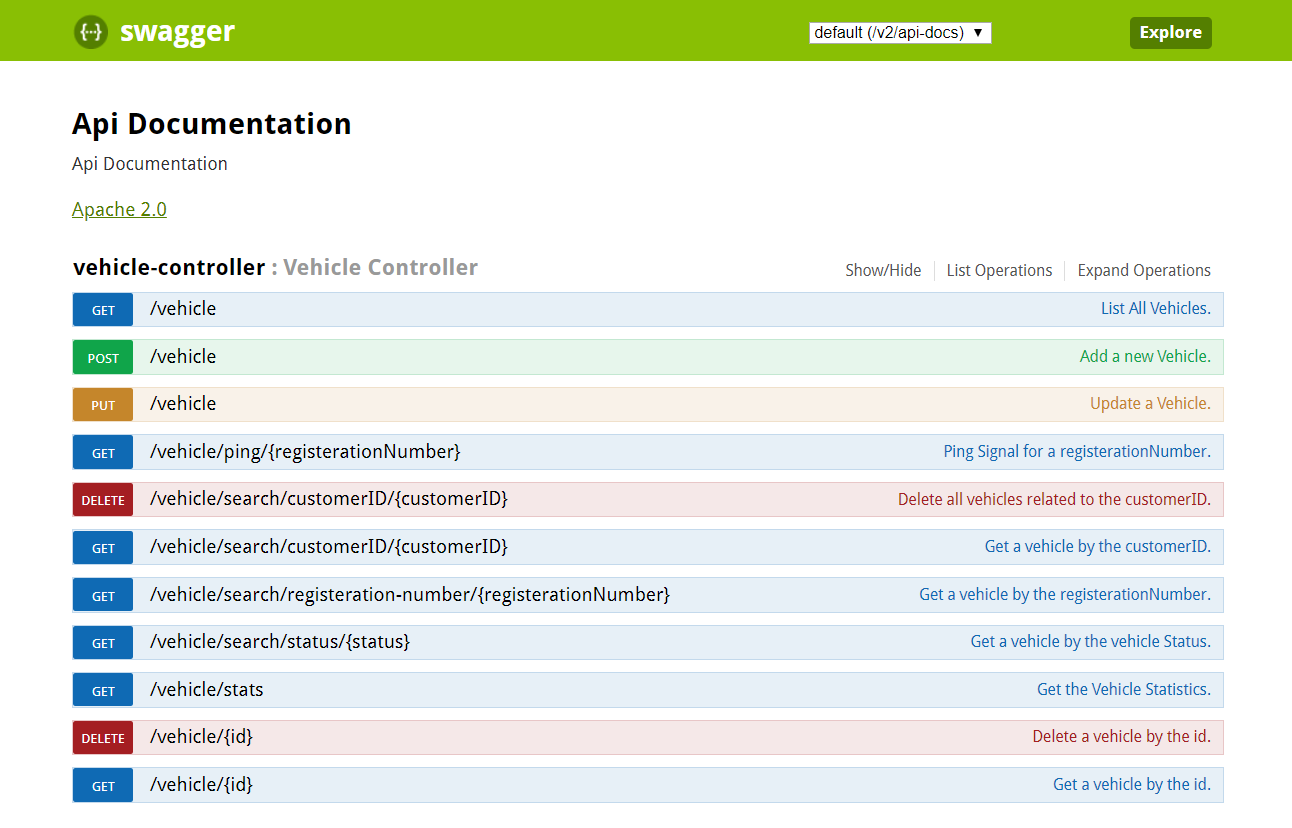 {···} swagger default (/v2/api-docs) ▼ Explore
Api Documentation
Api Documentation
Apache 2.0
vehicle-controller : Vehicle Controller Show/Hide List Operations Expand Operations
GET /vehicle List All Vehicles.
POST /vehicle Add a new Vehicle.
PUT /vehicle Update a Vehicle.
GET /vehicle/ping/{registerationNumber} Ping Signal for a registerationNumber.
DELETE /vehicle/search/customerID/{customerID} Delete all vehicles related to the customerID.
GET /vehicle/search/customerID/{customerID} Get a vehicle by the customerID.
GET /vehicle/search/registeration-number/{registerationNumber} Get a vehicle by the registerationNumber.
GET /vehicle/search/status/{status} Get a vehicle by the vehicle Status.
GET /vehicle/stats Get the Vehicle Statistics.
DELETE /vehicle/{id} Delete a vehicle by the id.
GET /vehicle/{id} Get a vehicle by the id.